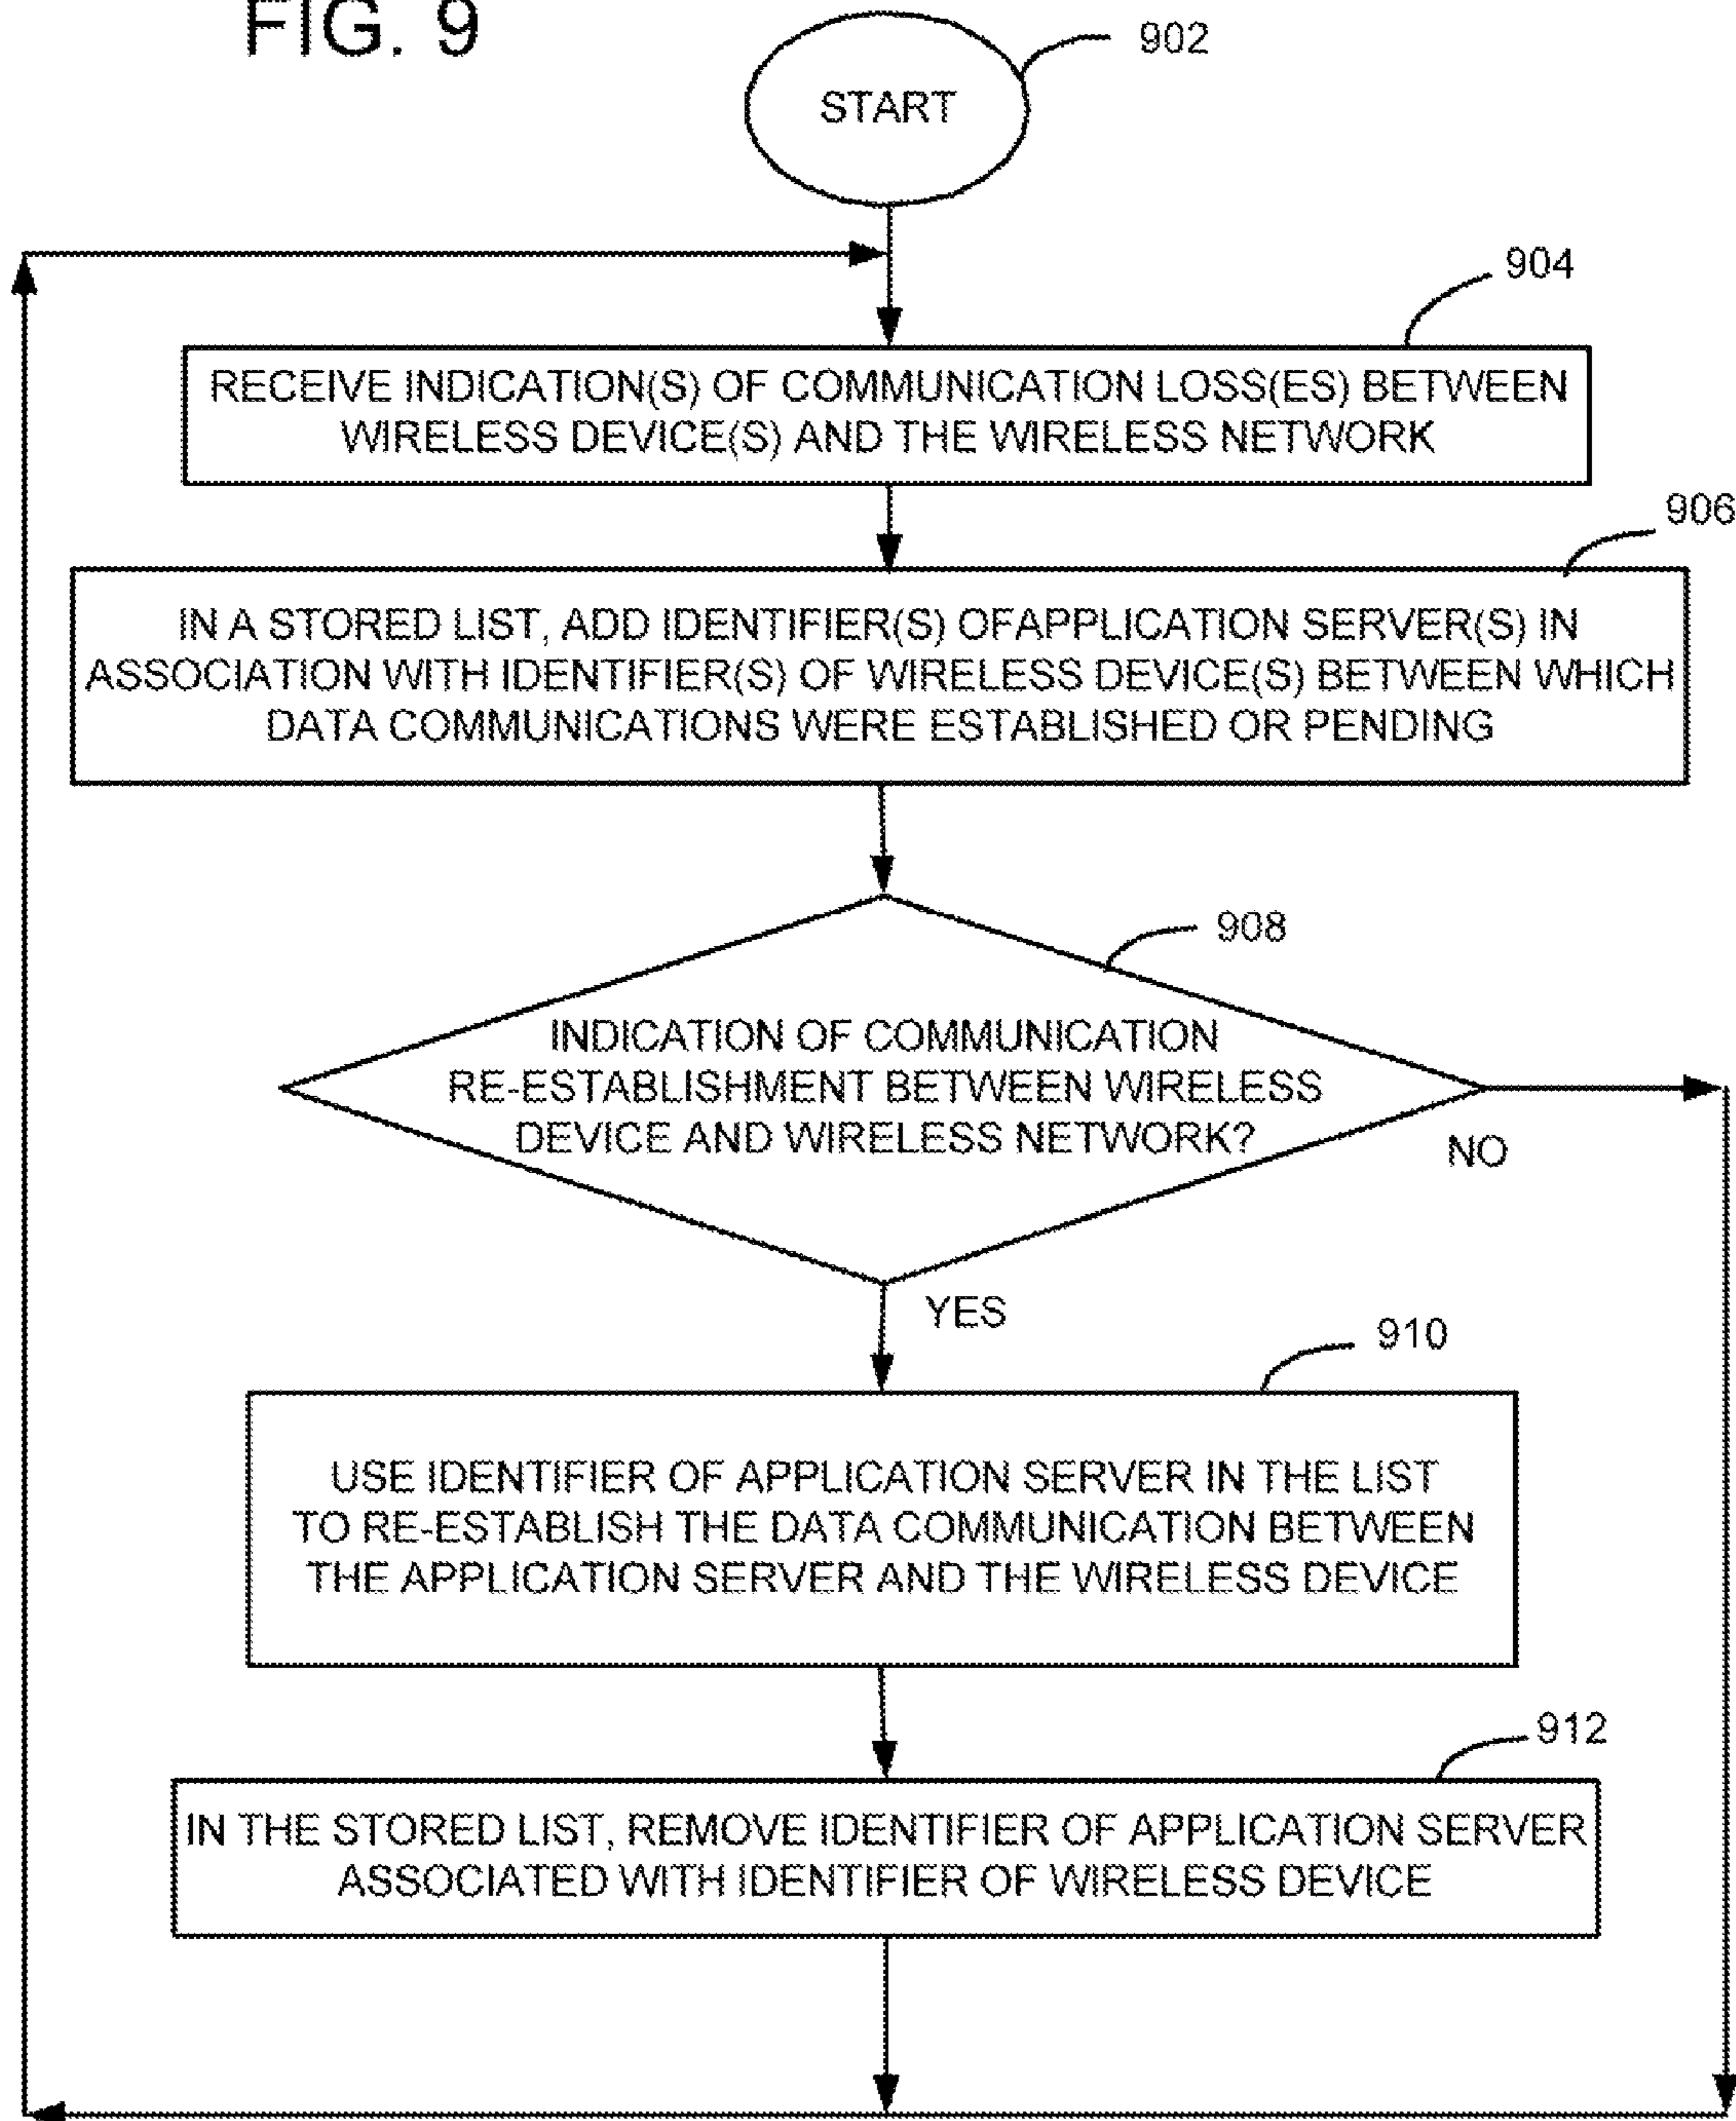 FIG. 9
902
START
904
RECEIVE INDICATION(S) OF COMMUNICATION LOSS(ES) BETWEEN
WIRELESS DEVICE(S) AND THE WIRELESS NETWORK
906
IN A STORED LIST, ADD IDENTIFIER(S) OFAPPLICATION SERVER(S) IN
ASSOCIATION WITH IDENTIFIER(S) OF WIRELESS DEVICE(S) BETWEEN WHICH
DATA COMMUNICATIONS WERE ESTABLISHED OR PENDING
908
INDICATION OF COMMUNICATION
RE-ESTABLISHMENT BETWEEN WIRELESS
DEVICE AND WIRELESS NETWORK?
NO
YES
910
USE IDENTIFIER OF APPLICATION SERVER IN THE LIST
TO RE-ESTABLISH THE DATA COMMUNICATION BETWEEN
THE APPLICATION SERVER AND THE WIRELESS DEVICE
912
IN THE STORED LIST, REMOVE IDENTIFIER OF APPLICATION SERVER
ASSOCIATED WITH IDENTIFIER OF WIRELESS DEVICE